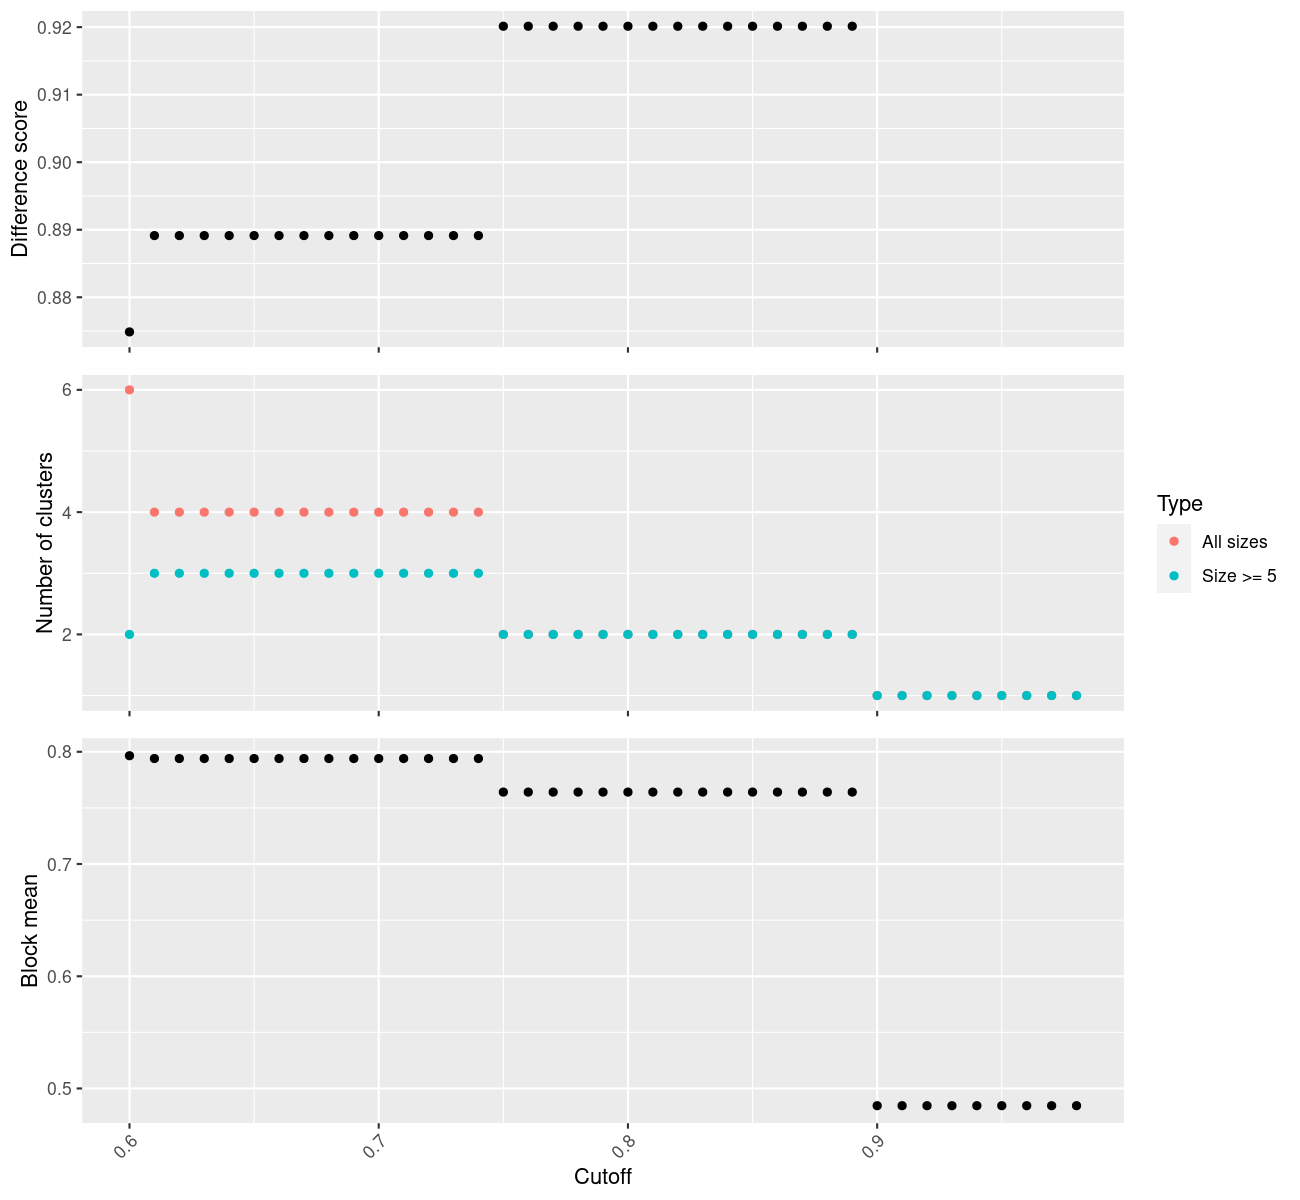 0.92
0.91
0.90
0.89
0.88
Difference score
6
4
2
Number of clusters
Type
All sizes
Size >= 5
0.8
0.7
0.6
0.5
Block mean
0.6
0.7
0.8
0.9
Cutoff